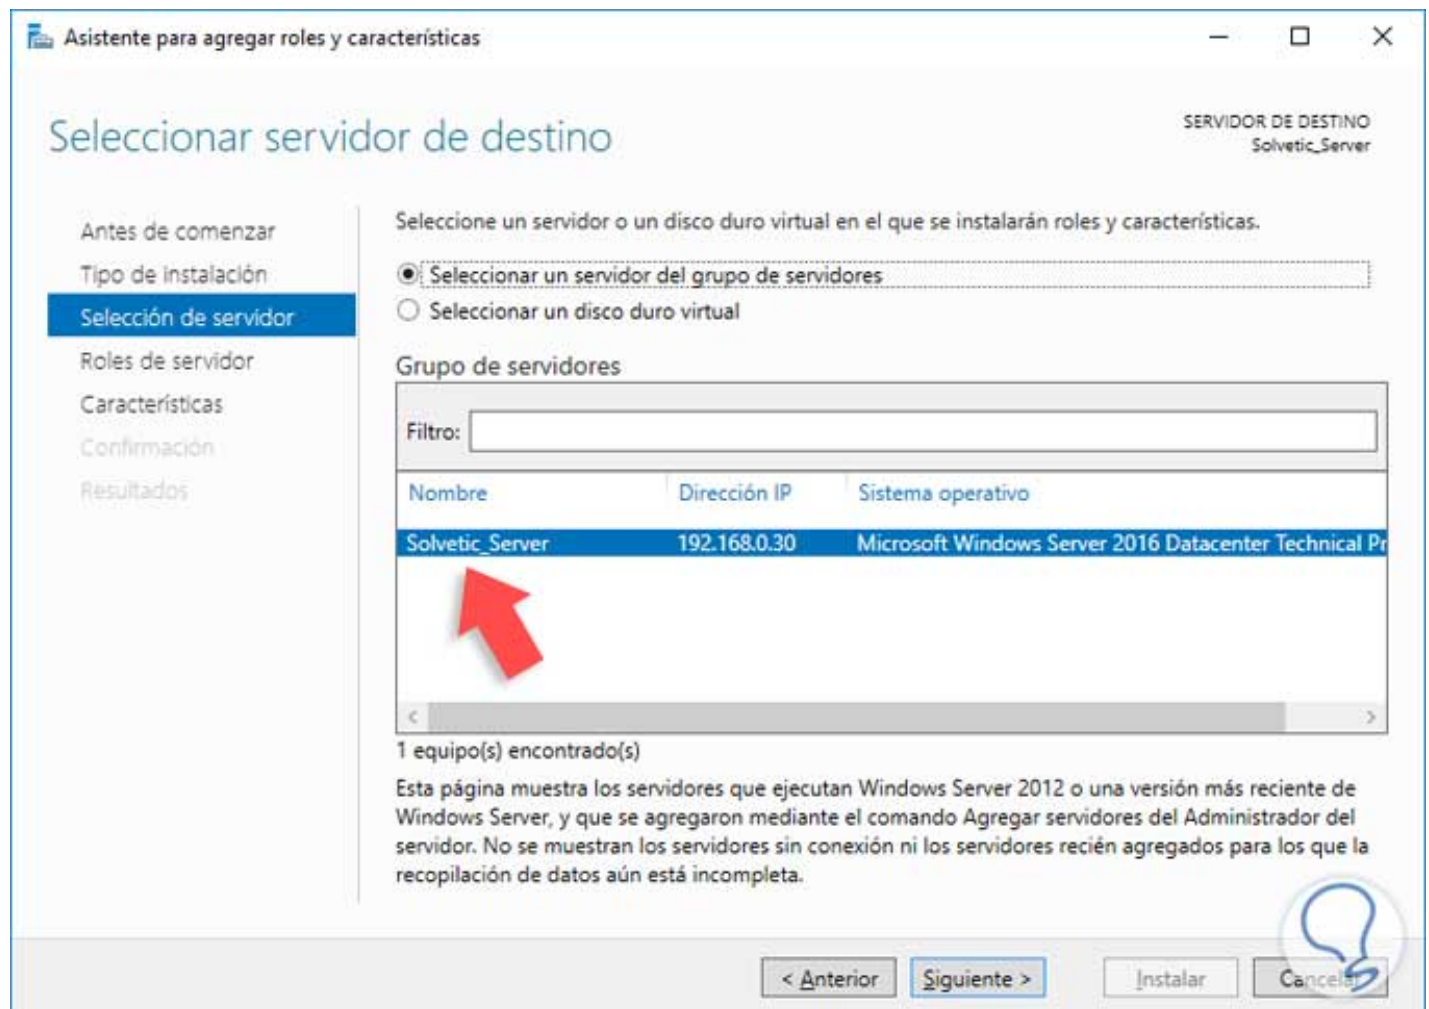 Asistente para agregar roles y características
Seleccionar servidor de destino
SERVIDOR DE DESTINO
Solvetic_Server
Antes de comenzar
Tipo de instalación
Selección de servidor
Roles de servidor
Características
Confirmación
Resultados
Seleccione un servidor o un disco duro virtual en el que se instalarán roles y características.
Seleccionar un servidor del grupo de servidores
Seleccionar un disco duro virtual
Grupo de servidores
Filtro:
Nombre Dirección IP Sistema operativo
Solvetic_Server 192.168.0.30 Microsoft Windows Server 2016 Datacenter Technical Pr
1 equipo(s) encontrado(s)
Esta página muestra los servidores que ejecutan Windows Server 2012 o una versión más reciente de
Windows Server, y que se agregaron mediante el comando Agregar servidores del Administrador del
servidor. No se muestran los servidores sin conexión ni los servidores recién agregados para los que la
recopilación de datos aún está incompleta.
< Anterior Siguiente > Instalar Cancelar